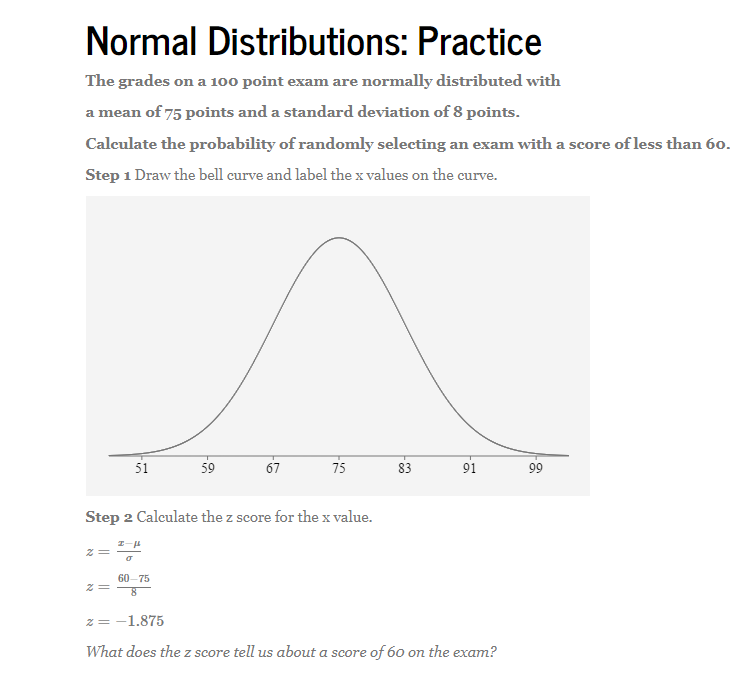 Normal Distributions: Practice
The grades on a 100 point exam are normally distributed with
a mean of 75 points and a standard deviation of 8 points.
Calculate the probability of randomly selecting an exam with a score of less than 60.
Step 1 Draw the bell curve and label the x values on the curve.
51 59 67 75 83 91 99
Step 2 Calculate the z score for the x value.
z = \frac{x-μ}{σ}
z = \frac{60-75}{8}
z = −1.875
What does the z score tell us about a score of 60 on the exam?